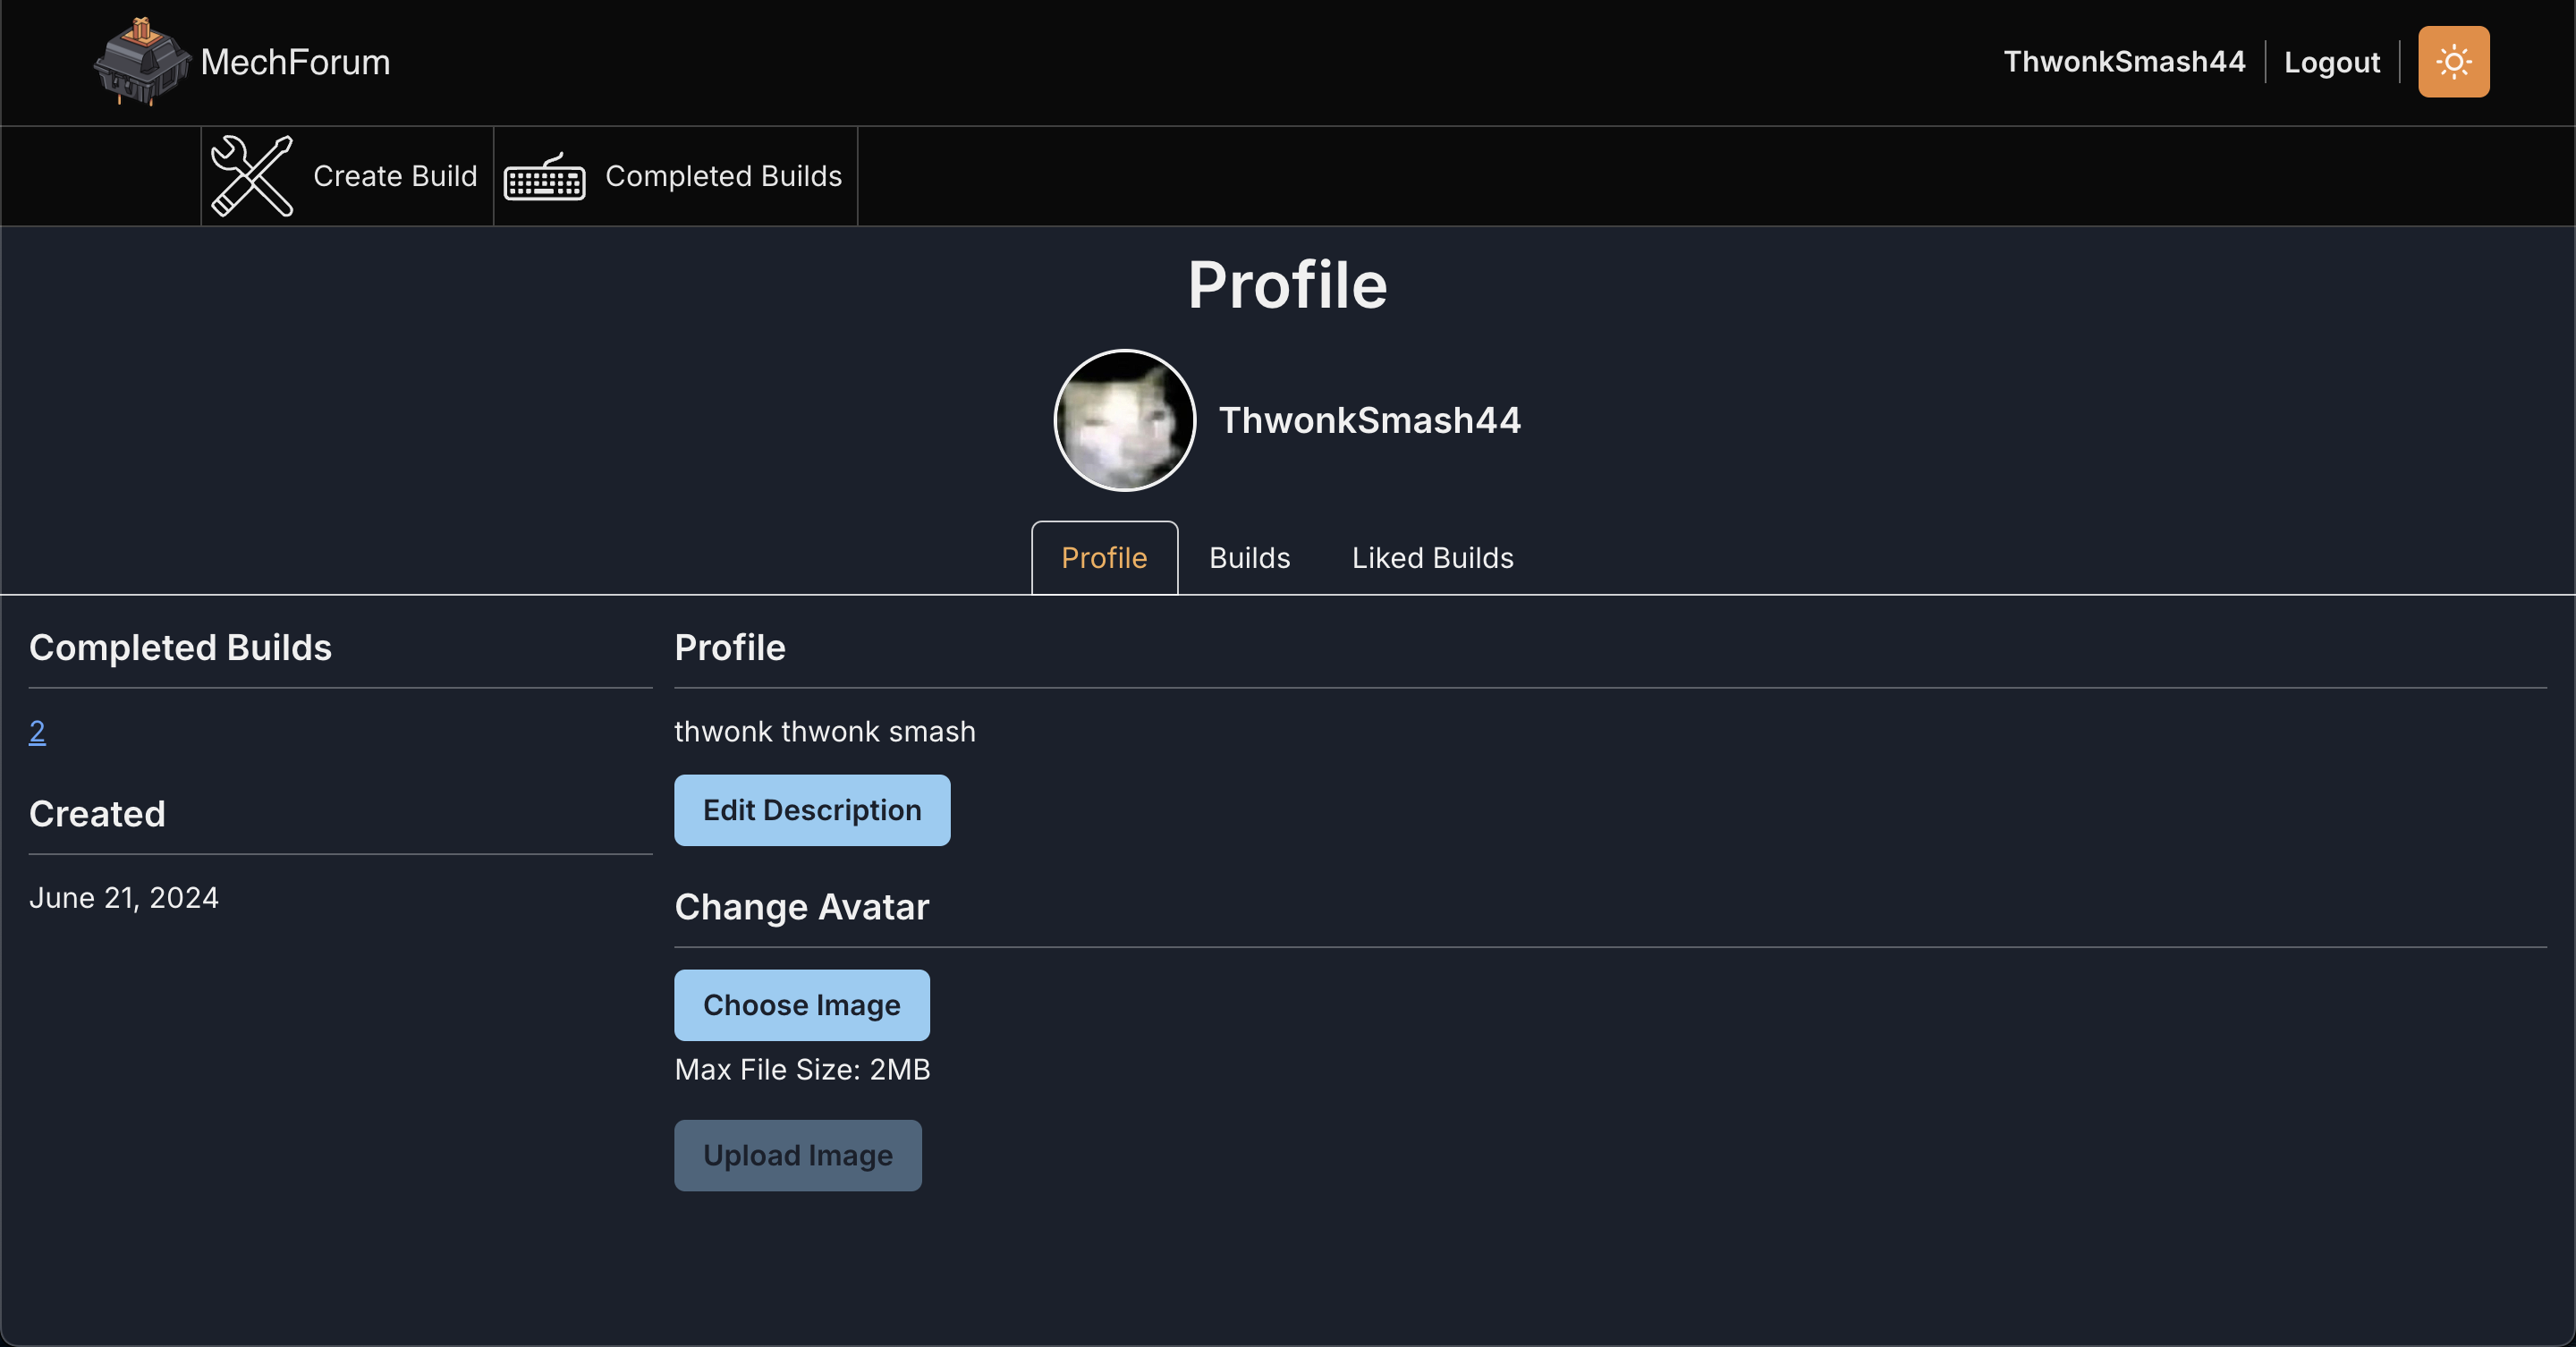 MechForum
ThwonkSmash44
Logout
Create Build
Completed Builds
Profile
ThwonkSmash44
Profile
Builds
Liked Builds
Completed Builds
2
Created
June 21, 2024
Profile
thwonk thwonk smash
Edit Description
Change Avatar
Choose Image
Max File Size: 2MB
Upload Image